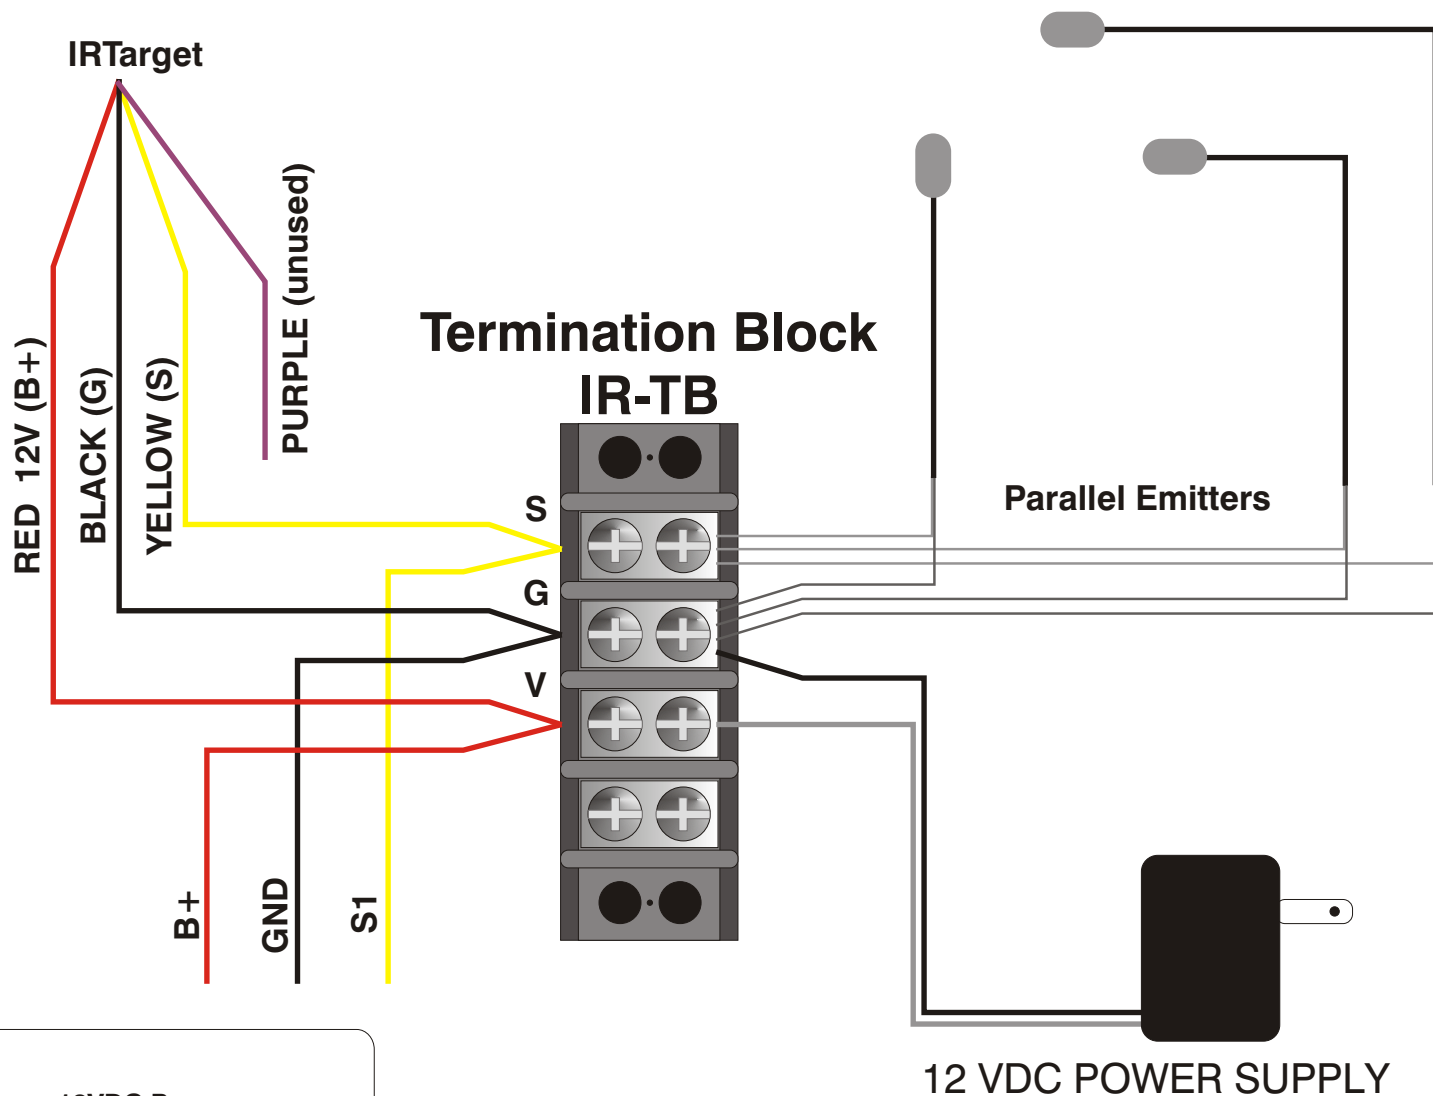 IRTarget
RED 12V (B+)
BLACK (G)
YELLOW (S)
PURPLE (unused)
Termination Block
IR-TB
S
G
V
Parallel Emitters
B+
GND
S1
12 VDC POWER SUPPLY